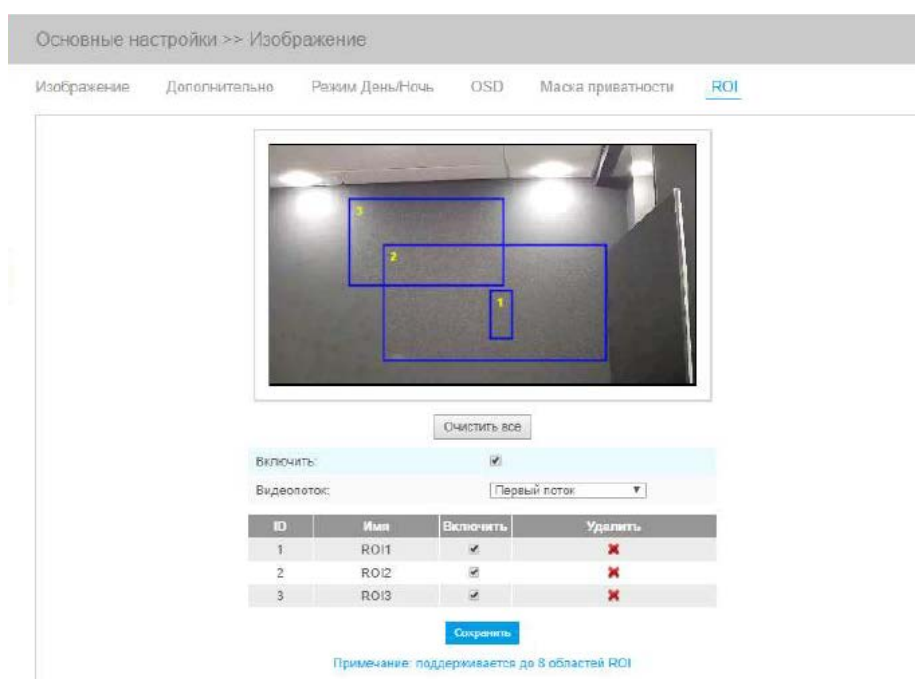 Основные настройки >> Изображение
Изображение Дополнительно Режим День/Ночь OSD Маска приватности ROI
3
2
1
Очистить все
Включить:
Видеопоток: Первый поток
ID Имя Включить Удалить
1 ROI1
2 ROI2
3 ROI3
Сохранить
Примечание: поддерживается до 8 областей ROI